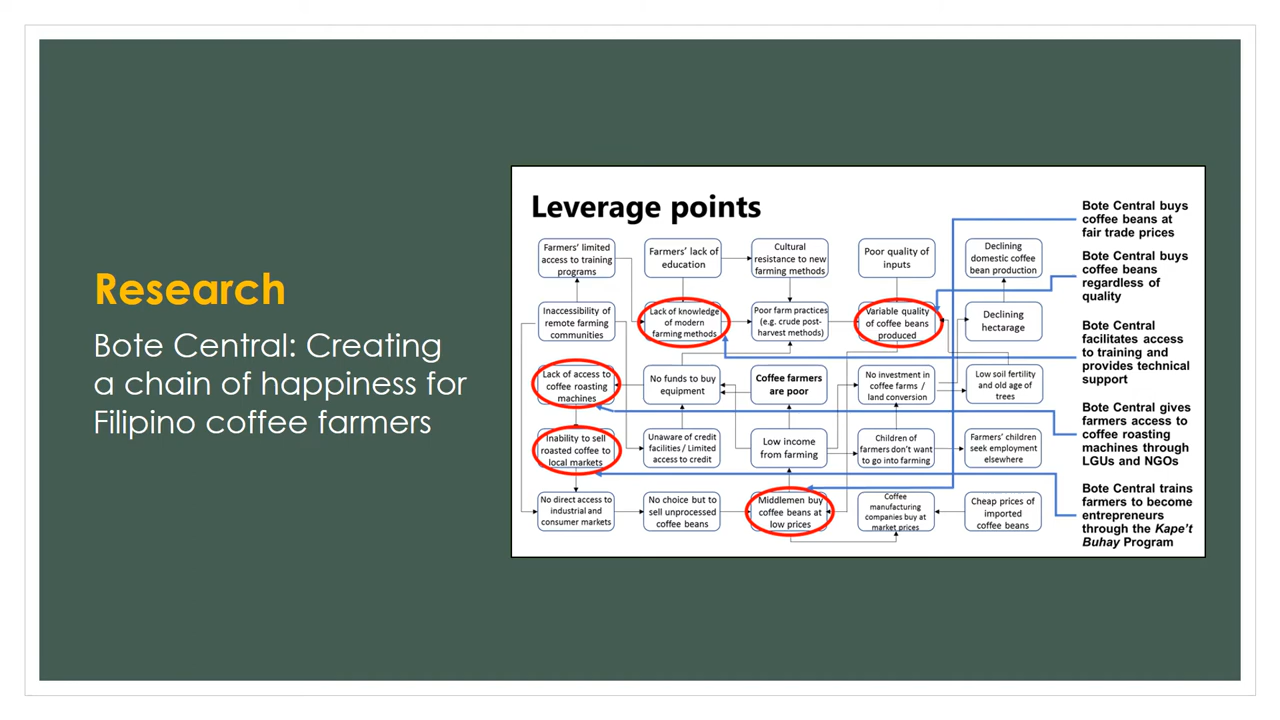 Research
Bote Central: Creating
a chain of happiness for
Filipino coffee farmers
Leverage points
Farmers' limited
access to training
programs
Farmers' lack of
education
Cultural
resistance to new
farming methods
Poor quality of
inputs
Declining
domestic coffee
bean production
Inaccessibility of
remote farming
communities
Lack of knowledge
of modern
farming methods
Poor farm practices
(e.g. crude post-
harvest methods)
Variable quality
of coffee beans
produced
Declining
hectarage
Lack of access to
coffee roasting
machines
No funds to buy
equipment
Coffee farmers
are poor
No investment in
coffee farms /
land conversion
Low soil fertility
and old age of
trees
Inability to sell
roasted coffee to
local markets
Unaware of credit
facilities / Limited
access to credit
Low income
from farming
Children of
farmers don't want
to go into farming
Farmers' children
seek employment
elsewhere
No direct access to
industrial and
consumer markets
No choice but to
sell unprocessed
coffee beans
Middlemen buy
coffee beans at
low prices
Coffee
manufacturing
companies buy at
market prices
Cheap prices of
imported
coffee beans
Bote Central buys
coffee beans at
fair trade prices
Bote Central buys
coffee beans
regardless of
quality
Bote Central
facilitates access
to training and
provides technical
support
Bote Central gives
farmers access to
coffee roasting
machines through
LGUs and NGOs
Bote Central trains
farmers to become
entrepreneurs
through the Kape't
Buhay Program